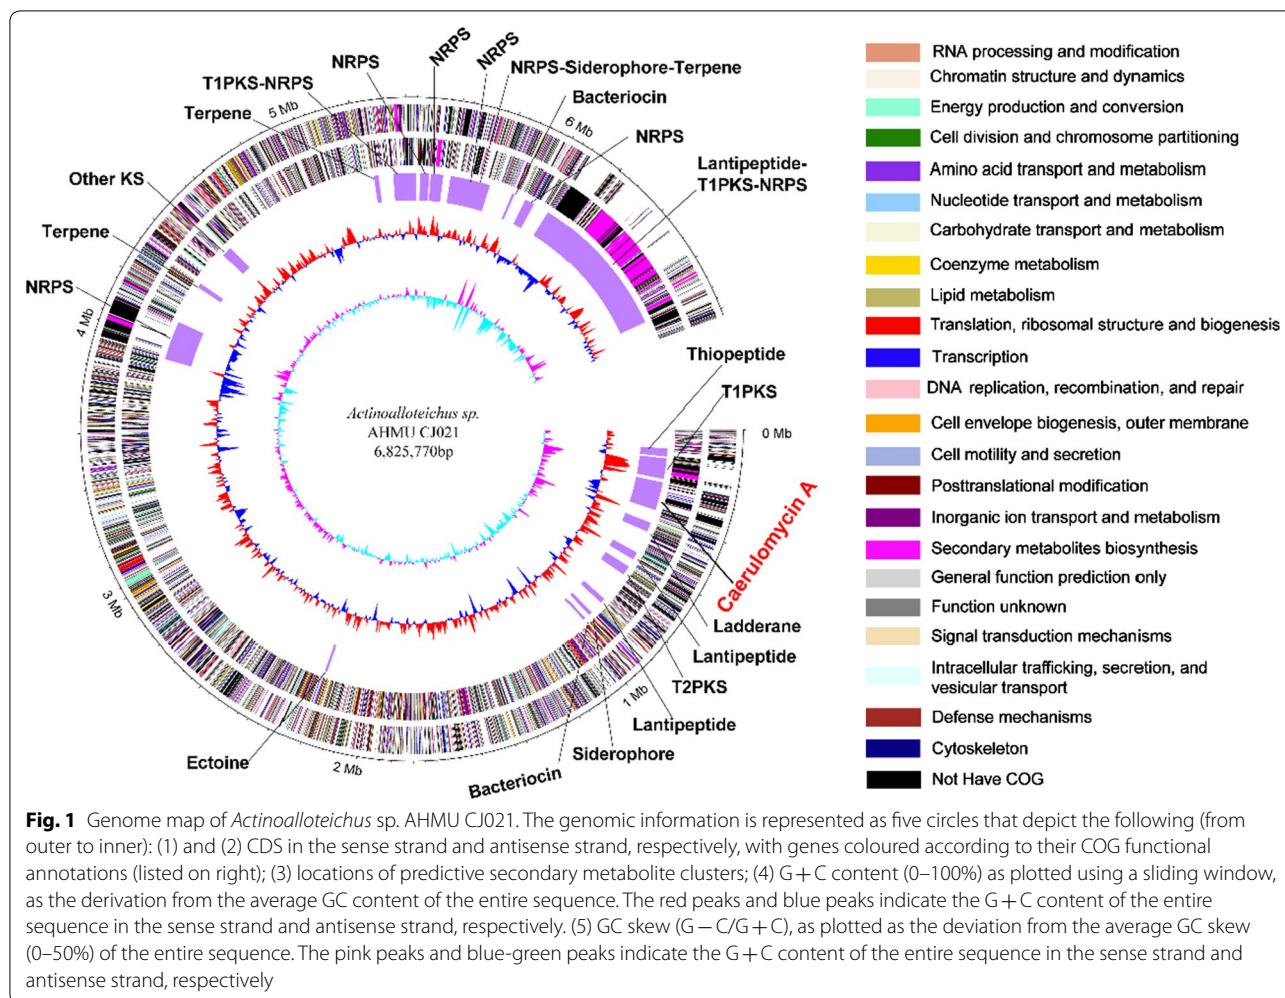 NRPS
NRPS
NRPS
NRPS-Siderophore-Terpene
T1PKS-NRPS
Bacteriocin
Terpene
5 Mb
6 Mb
NRPS
Lantipeptide-
T1PKS-NRPS
Other KS
Terpene
NRPS
4 Mb
Thiopeptide
T1PKS
Actinoalloteichus sp.
AHMU CJ021
6,825,770bp
0 Mb
Caerulomycin A
3 Mb
Ladderane
Lantipeptide
T2PKS
1 Mb
Lantipeptide
Siderophore
Bacteriocin
Ectoine
2 Mb
RNA processing and modification
Chromatin structure and dynamics
Energy production and conversion
Cell division and chromosome partitioning
Amino acid transport and metabolism
Nucleotide transport and metabolism
Carbohydrate transport and metabolism
Coenzyme metabolism
Lipid metabolism
Translation, ribosomal structure and biogenesis
Transcription
DNA replication, recombination, and repair
Cell envelope biogenesis, outer membrane
Cell motility and secretion
Posttranslational modification
Inorganic ion transport and metabolism
Secondary metabolites biosynthesis
General function prediction only
Function unknown
Signal transduction mechanisms
Intracellular trafficking, secretion, and
vesicular transport
Defense mechanisms
Cytoskeleton
Not Have COG
Fig. 1 Genome map of Actinoalloteichus sp. AHMU CJ021. The genomic information is represented as five circles that depict the following (from
outer to inner): (1) and (2) CDS in the sense strand and antisense strand, respectively, with genes coloured according to their COG functional
annotations (listed on right); (3) locations of predictive secondary metabolite clusters; (4) G + C content (0–100%) as plotted using a sliding window,
as the derivation from the average GC content of the entire sequence. The red peaks and blue peaks indicate the G + C content of the entire
sequence in the sense strand and antisense strand, respectively. (5) GC skew (G − C/G + C), as plotted as the deviation from the average GC skew
(0–50%) of the entire sequence. The pink peaks and blue-green peaks indicate the G + C content of the entire sequence in the sense strand and
antisense strand, respectively